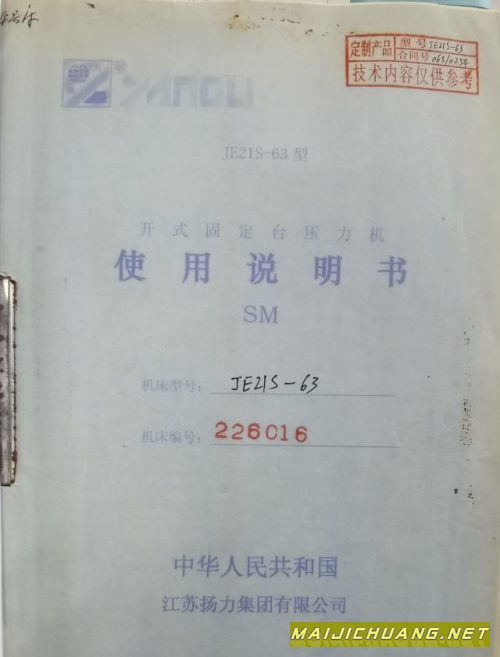 定制产品 型号 JE21S-63
合同号 063/0254
技术内容仅供参考
YANGLI
JE21S-63型
开式固定台压力机
使用说明书
SM
机床型号: JE21S-63
机床编号: 226016
中华人民共和国
江苏扬力集团有限公司
MAIJICHUANG.NET